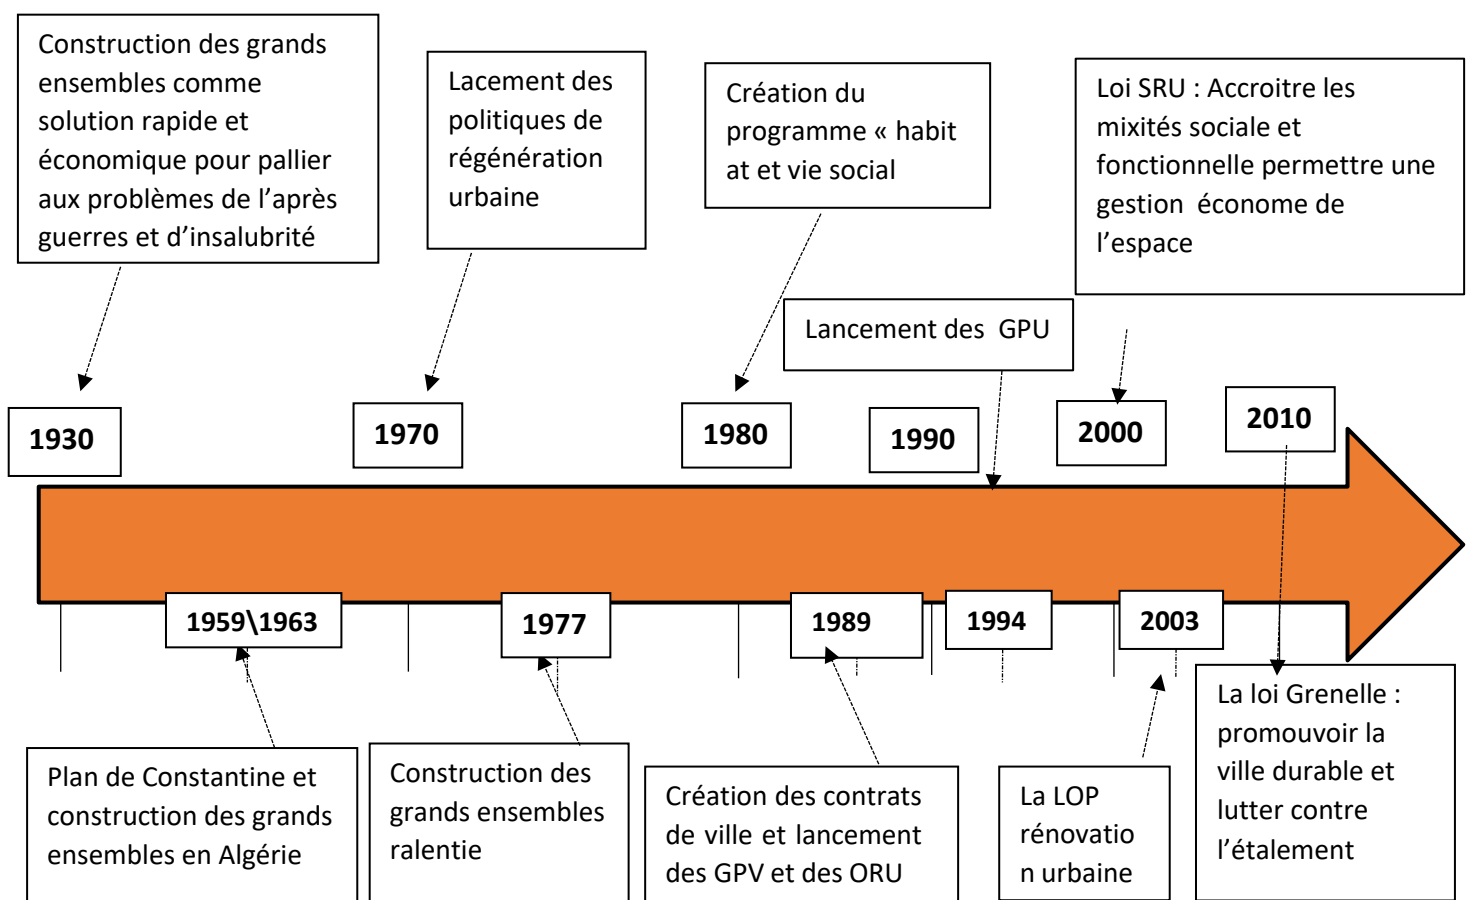 Construction des grands
ensembles comme
solution rapide et
économique pour pallier
aux problèmes de l'après
guerres et d'insalubrité
Lacement des
politiques de
régénération
urbaine
Création du
programme « habit
at et vie social
Loi SRU : Accroitre les
mixités sociale et
fonctionnelle permettre une
gestion économe de
l'espace
Lancement des GPU
1930
1970
1980
1990
2000
2010
1959\1963
1977
1989
1994
2003
Plan de Constantine et
construction des grands
ensembles en Algérie
Construction des
grands ensembles
ralentie
Création des contrats
de ville et lancement
des GPV et des ORU
La LOP
rénovatio
n urbaine
La loi Grenelle :
promouvoir la
ville durable et
lutter contre
l'étalement